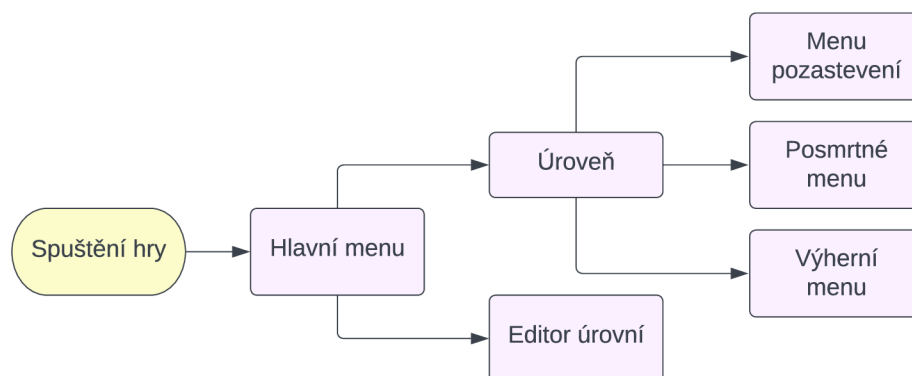 Menu
pozastevení
Úroveň
Posmrtné
menu
Spuštění hry
Hlavní menu
Výherní
menu
Editor úrovní